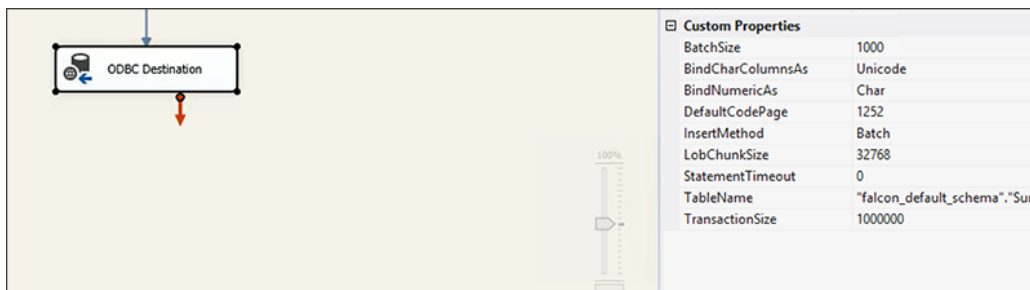 ODBC Destination
100%
Custom Properties
BatchSize 1000
BindCharColumnsAs Unicode
BindNumericAs Char
DefaultCodePage 1252
InsertMethod Batch
LobChunkSize 32768
StatementTimeout 0
TableName "falcon_default_schema"."Sur
TransactionSize 1000000